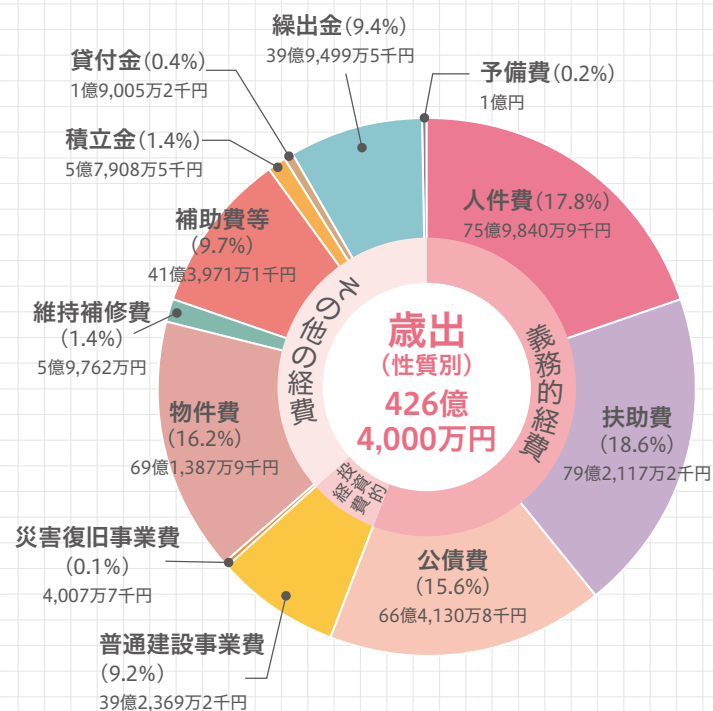 繰出金(9.4%)
39億9,499万5千円
貸付金(0.4%)
1億9,005万2千円
予備費(0.2%)
1億円
積立金(1.4%)
5億7,908万5千円
人件費(17.8%)
75億9,840万9千円
補助費等
(9.7%)
41億3,971万1千円
維持補修費
(1.4%)
5億9,762万円
その他の経費
歳出
(性質別)
426億
4,000万円
義務的経費
物件費
(16.2%)
69億1,387万9千円
扶助費
(18.6%)
79億2,117万2千円
投資的
経費
災害復旧事業費
(0.1%)
4,007万7千円
公債費
(15.6%)
66億4,130万8千円
普通建設事業費
(9.2%)
39億2,369万2千円